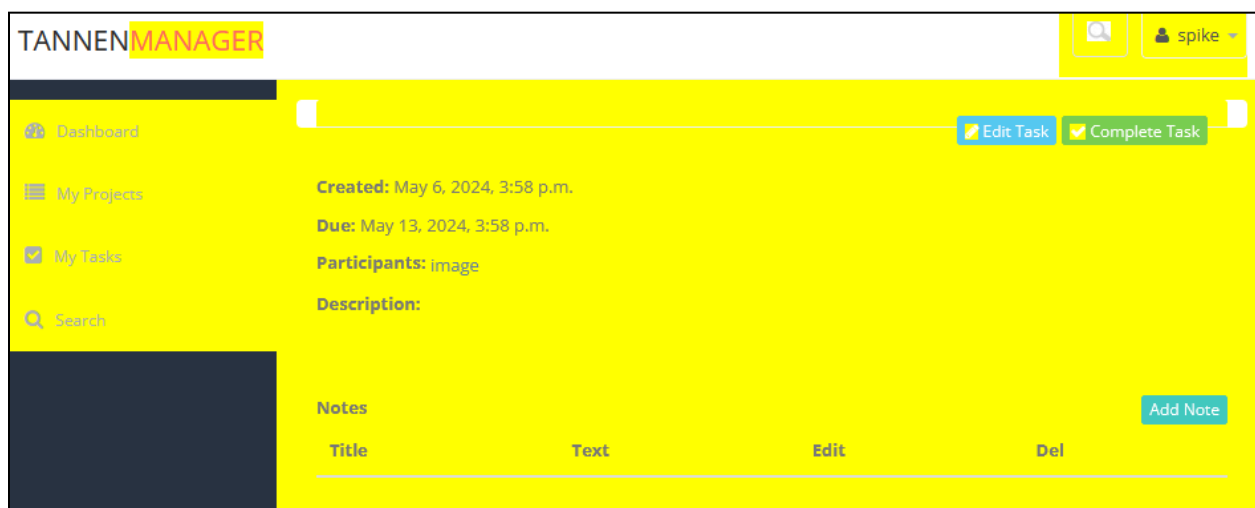 TANNENMANAGER
spike
Dashboard
My Projects
My Tasks
Search
Edit Task
Complete Task
Created: May 6, 2024, 3:58 p.m.
Due: May 13, 2024, 3:58 p.m.
Participants: image
Description:
Notes
Add Note
Title Text Edit Del